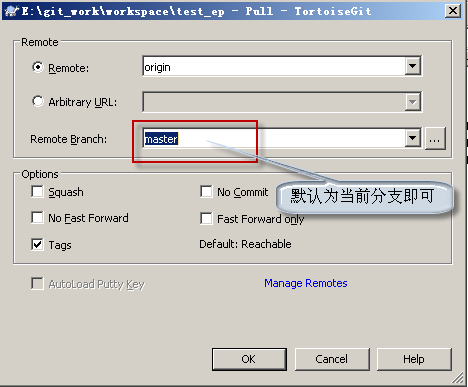 E:\git_work\workspace\test_ep - Pull - TortoiseGit
Remote
Remote: origin
Arbitrary URL:
Remote Branch: master ...
Options
Squash No Commit
默认为当前分支即可
No Fast Forward Fast Forward only
Tags Default: Reachable
AutoLoad Putty Key Manage Remotes
OK Cancel Help